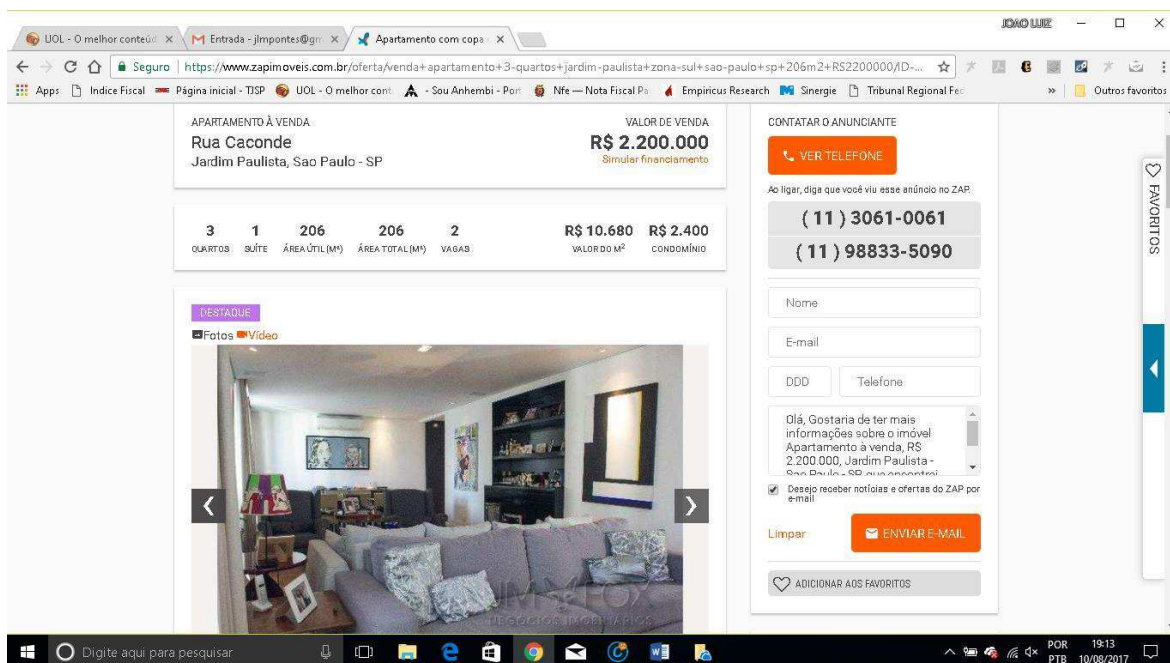 JOAO LUIZ
UOL - O melhor conteúd
Entrada - jlmpontes@gm
Apartamento com copa
Seguro
https://www.zapimoveis.com.br/oferta/venda+apartamento+3-quartos+jardim-paulista+zona-sul+sao-paulo+sp+206m2+RS2200000/ID-...
Apps
Indice Fiscal
Página inicial - TJSP
UOL - O melhor cont
- Sou Anhembi - Port
Nfe — Nota Fiscal Pa
Empiricus Research
Sinergie
Tribunal Regional Fed
»
Outros favoritos
APARTAMENTO À VENDA
VALOR DE VENDA
Rua Caconde
R$ 2.200.000
Jardim Paulista, Sao Paulo - SP
Simular financiamento
3 1 206 206 2 R$ 10.680 R$ 2.400
QUARTOS SUÍTE ÁREA ÚTIL (M²) ÁREA TOTAL (M²) VAGAS VALOR DO M² CONDOMÍNIO
DESTAQUE
Fotos Vídeo
NEGÓCIOS IMOBILIÁRIOS
CONTATAR O ANUNCIANTE
VER TELEFONE
Ao ligar, diga que você viu esse anúncio no ZAP.
( 11 ) 3061-0061
( 11 ) 98833-5090
Nome
E-mail
DDD Telefone
Olá, Gostaria de ter mais
informações sobre o imóvel
Apartamento à venda, R$
2.200.000, Jardim Paulista -
Sao Paulo - SP, que encontrei
Desejo receber notícias e ofertas do ZAP por
e-mail
Limpar
ENVIAR E-MAIL
ADICIONAR AOS FAVORITOS
FAVORITOS
Digite aqui para pesquisar
POR
PTB
19:13
10/08/2017